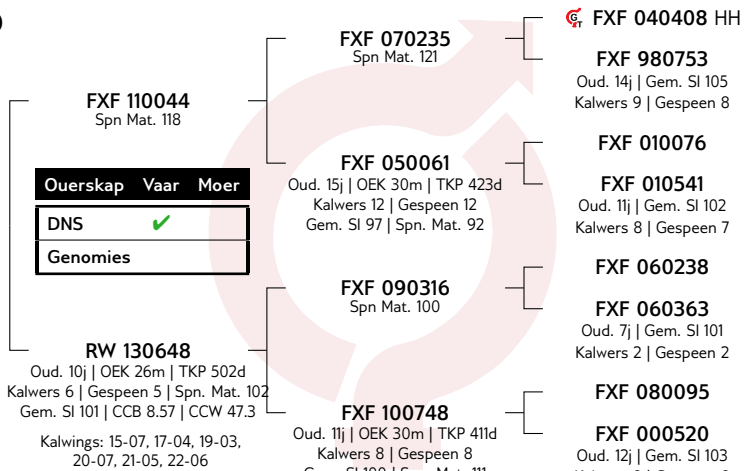 FXF 110044
Spn Mat. 118
Ouerskap Vaar Moer
DNS ✔
Genomies
RW 130648
Oud. 10j | OEK 26m | TKP 502d
Kalwers 6 | Gespeen 5 | Spn. Mat. 102
Gem. SI 101 | CCB 8.57 | CCW 47.3
Kalwings: 15-07, 17-04, 19-03,
20-07, 21-05, 22-06
FXF 070235
Spn Mat. 121
FXF 050061
Oud. 15j | OEK 30m | TKP 423d
Kalwers 12 | Gespeen 12
Gem. SI 97 | Spn. Mat. 92
FXF 090316
Spn Mat. 100
FXF 100748
Oud. 11j | OEK 30m | TKP 411d
Kalwers 8 | Gespeen 8
GT FXF 040408 HH
FXF 980753
Oud. 14j | Gem. SI 105
Kalwers 9 | Gespeen 8
FXF 010076
FXF 010541
Oud. 11j | Gem. SI 102
Kalwers 8 | Gespeen 7
FXF 060238
FXF 060363
Oud. 7j | Gem. SI 101
Kalwers 2 | Gespeen 2
FXF 080095
FXF 000520
Oud. 12j | Gem. SI 103